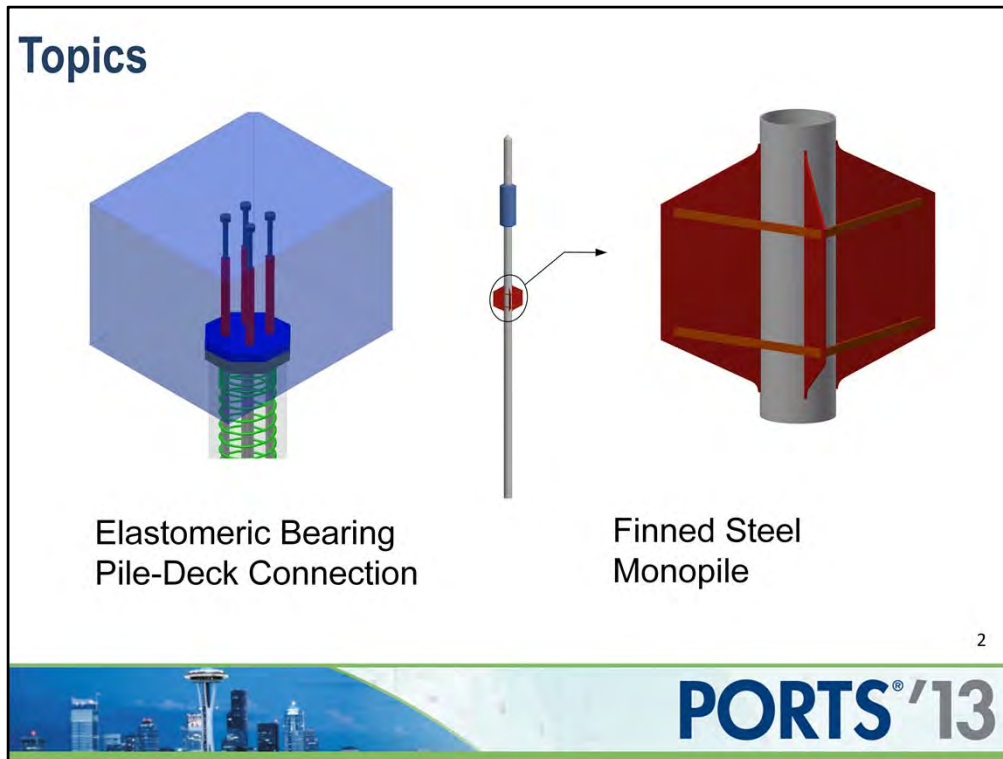 Topics
Elastomeric Bearing
Pile-Deck Connection
Finned Steel
Monopile
2
PORTS® '13